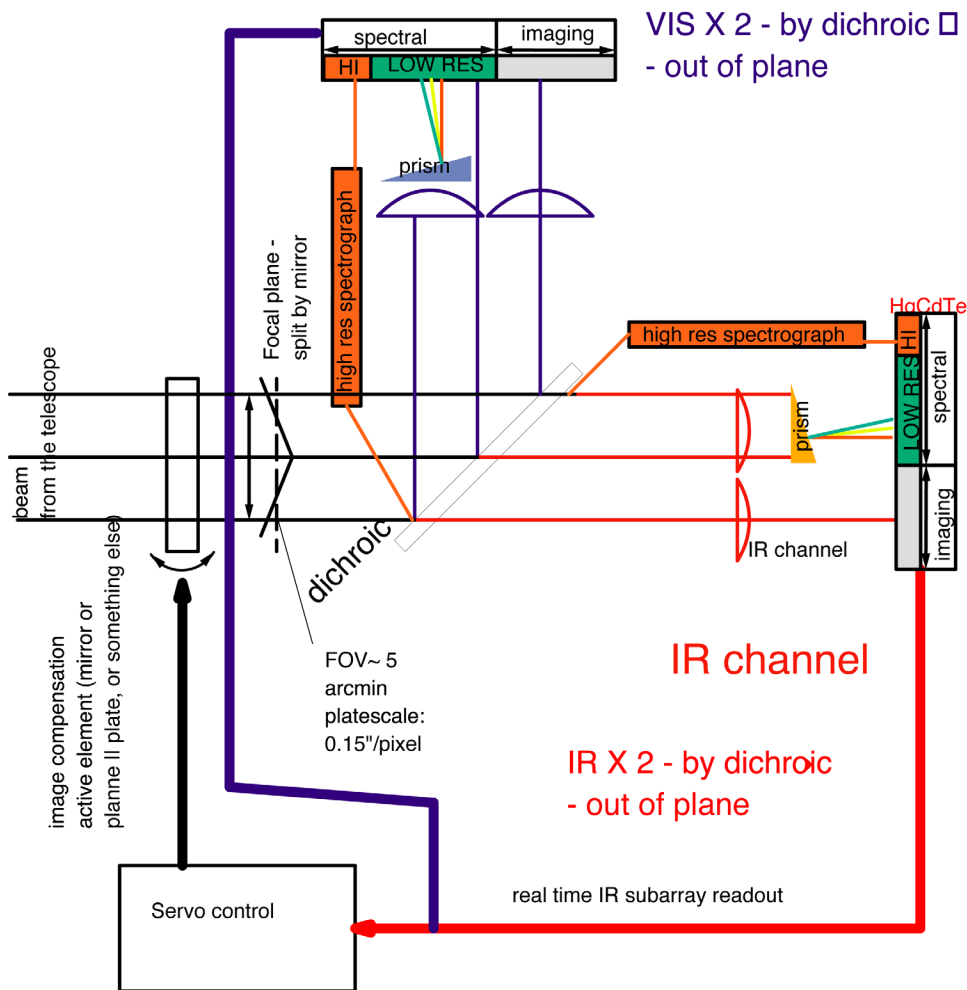 spectral
imaging
VIS X 2 - by dichroic □
- out of plane
HI
LOW RES
prism
high res spectrograph
Focal plane -
split by mirror
HgCdTe
high res spectrograph
HI
LOW RES
spectral
imaging
prism
beam
from the telescope
dichroic
IR channel
image compensation
active element (mirror or
planne II plate, or something else)
FOV~ 5
arcmin
platescale:
0.15"/pixel
IR channel
IR X 2 - by dichroic
- out of plane
real time IR subarray readout
Servo control